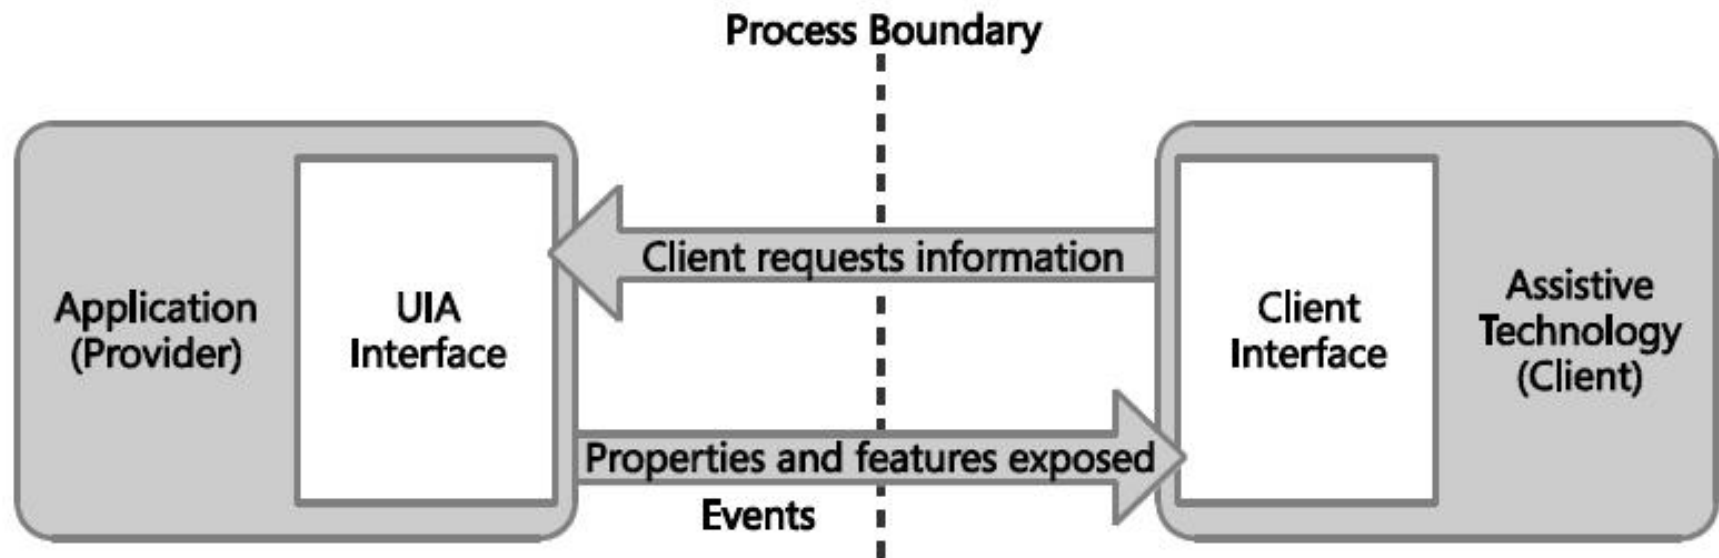 Process Boundary
Client requests information
Application
(Provider)
UIA
Interface
Client
Interface
Assistive
Technology
(Client)
Properties and features exposed
Events